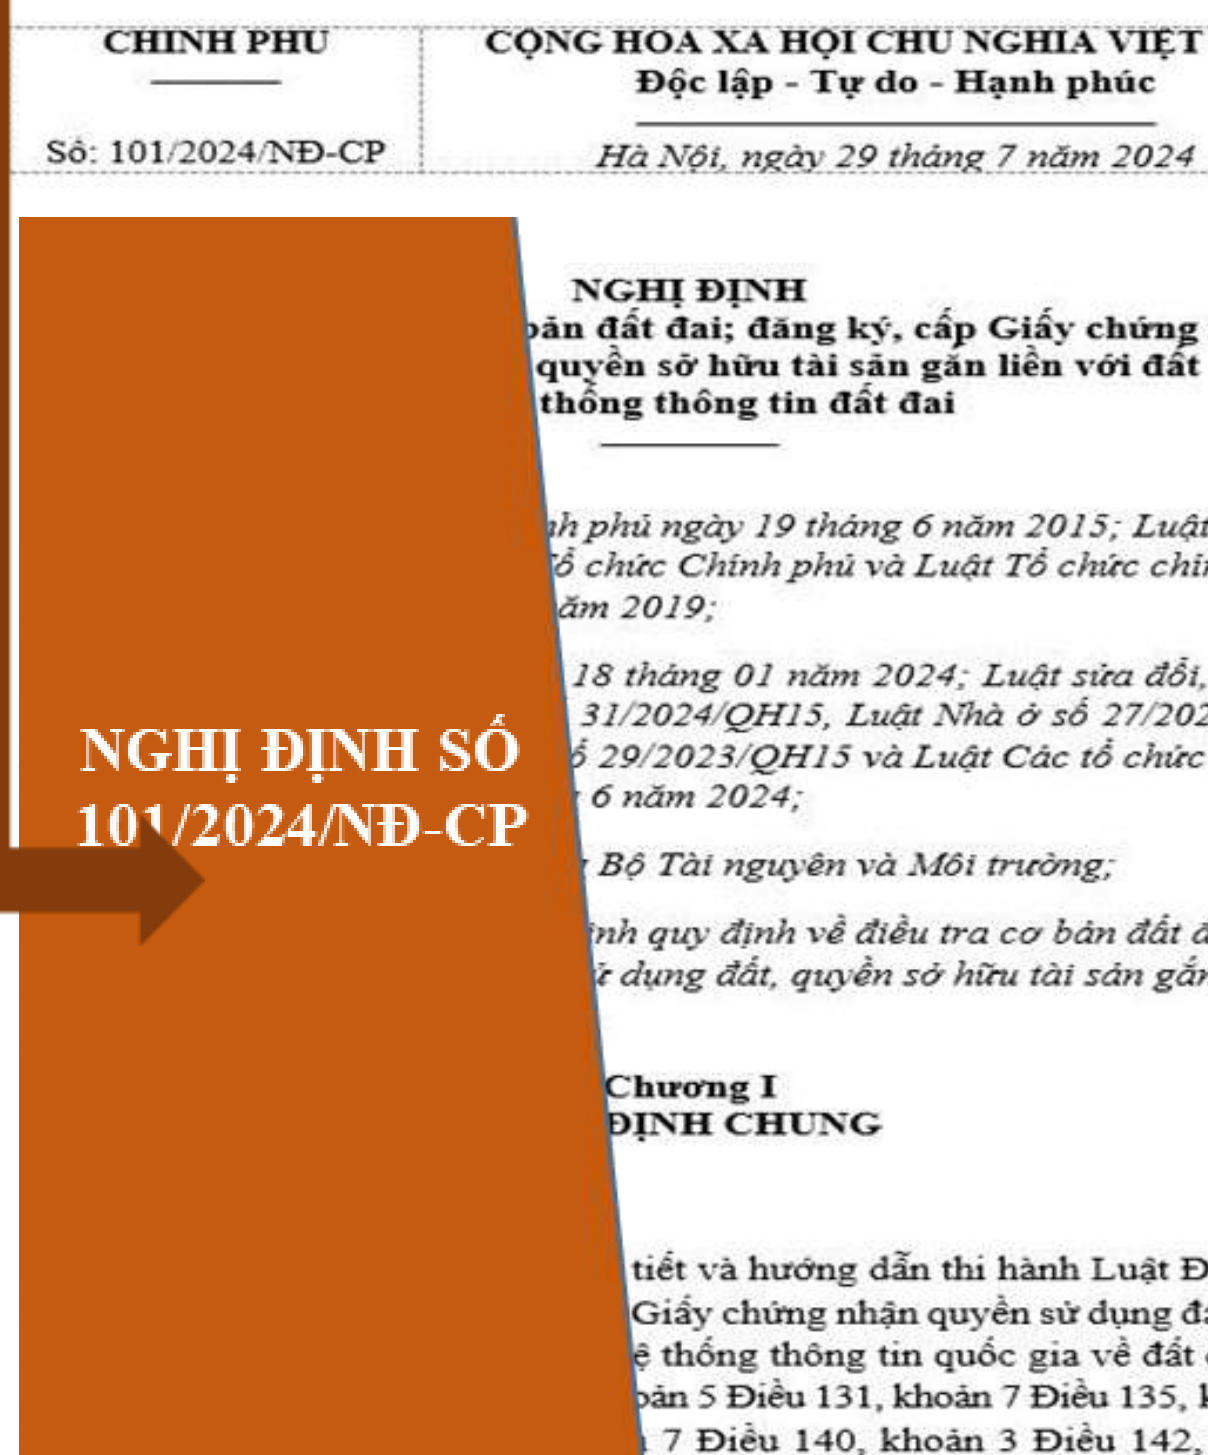 CHÍNH PHỦ
CỘNG HÒA XÃ HỘI CHỦ NGHĨA VIỆT
Độc lập - Tự do - Hạnh phúc
Số: 101/2024/NĐ-CP
Hà Nội, ngày 29 tháng 7 năm 2024
NGHỊ ĐỊNH
bản đất đai; đăng ký, cấp Giấy chứng
quyền sở hữu tài sản gắn liền với đất
thống thông tin đất đai
nh phủ ngày 19 tháng 6 năm 2015; Luật
ổ chức Chính phủ và Luật Tổ chức chín
ăm 2019;
18 tháng 01 năm 2024; Luật sửa đổi,
31/2024/QH15, Luật Nhà ở số 27/202
ố 29/2023/QH15 và Luật Các tổ chức
6 năm 2024;
NGHỊ ĐỊNH SỐ
101/2024/NĐ-CP
Bộ Tài nguyên và Môi trường;
ịnh quy định về điều tra cơ bản đất đ
ử dụng đất, quyền sở hữu tài sản gắn
Chương I
ĐỊNH CHUNG
tiết và hướng dẫn thi hành Luật Đ
Giấy chứng nhận quyền sử dụng đấ
ệ thống thông tin quốc gia về đất
oản 5 Điều 131, khoản 7 Điều 135, k
7 Điều 140, khoản 3 Điều 142,